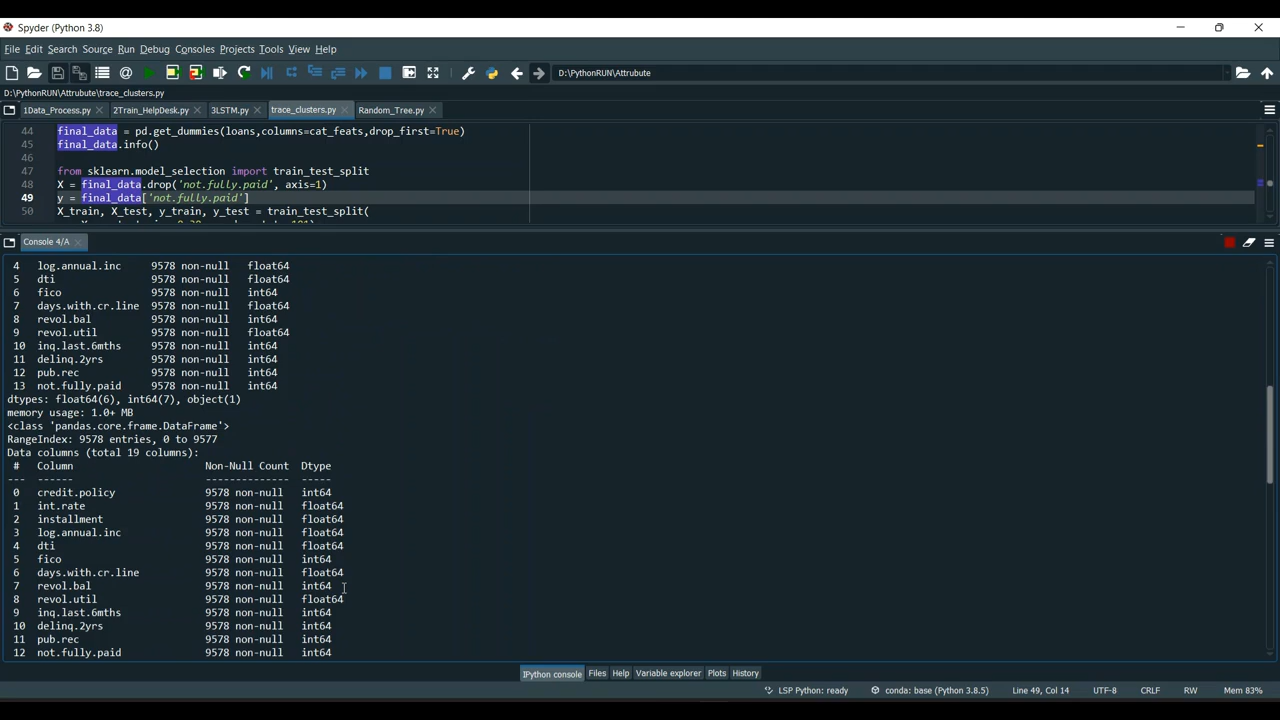 Spyder (Python 3.8)
File Edit Search Source Run Debug Consoles Projects Tools View Help
D:\PythonRUN\Attrubute
D:\PythonRUN\Attrubute\trace_clusters.py
1Data_Process.py 2Train_HelpDesk.py 3LSTM.py trace_clusters.py Random_Tree.py
44 final_data = pd.get_dummies(loans,columns=cat_feats,drop_first=True)
45 final_data.info()
46
47 from sklearn.model_selection import train_test_split
48 X = final_data.drop('not.fully.paid', axis=1)
49 y = final_data['not.fully.paid']
50 X_train, X_test, y_train, y_test = train_test_split(
Console 4/A
4 log.annual.inc 9578 non-null float64
5 dti 9578 non-null float64
6 fico 9578 non-null int64
7 days.with.cr.line 9578 non-null float64
8 revol.bal 9578 non-null int64
9 revol.util 9578 non-null float64
10 inq.last.6mths 9578 non-null int64
11 delinq.2yrs 9578 non-null int64
12 pub.rec 9578 non-null int64
13 not.fully.paid 9578 non-null int64
dtypes: float64(6), int64(7), object(1)
memory usage: 1.0+ MB
<class 'pandas.core.frame.DataFrame'>
RangeIndex: 9578 entries, 0 to 9577
Data columns (total 19 columns):
# Column Non-Null Count Dtype
--- ------ -------------- -----
0 credit.policy 9578 non-null int64
1 int.rate 9578 non-null float64
2 installment 9578 non-null float64
3 log.annual.inc 9578 non-null float64
4 dti 9578 non-null float64
5 fico 9578 non-null int64
6 days.with.cr.line 9578 non-null float64
7 revol.bal 9578 non-null int64
8 revol.util 9578 non-null float64
9 inq.last.6mths 9578 non-null int64
10 delinq.2yrs 9578 non-null int64
11 pub.rec 9578 non-null int64
12 not.fully.paid 9578 non-null int64
IPython console Files Help Variable explorer Plots History
LSP Python: ready conda: base (Python 3.8.5) Line 49, Col 14 UTF-8 CRLF RW Mem 83%